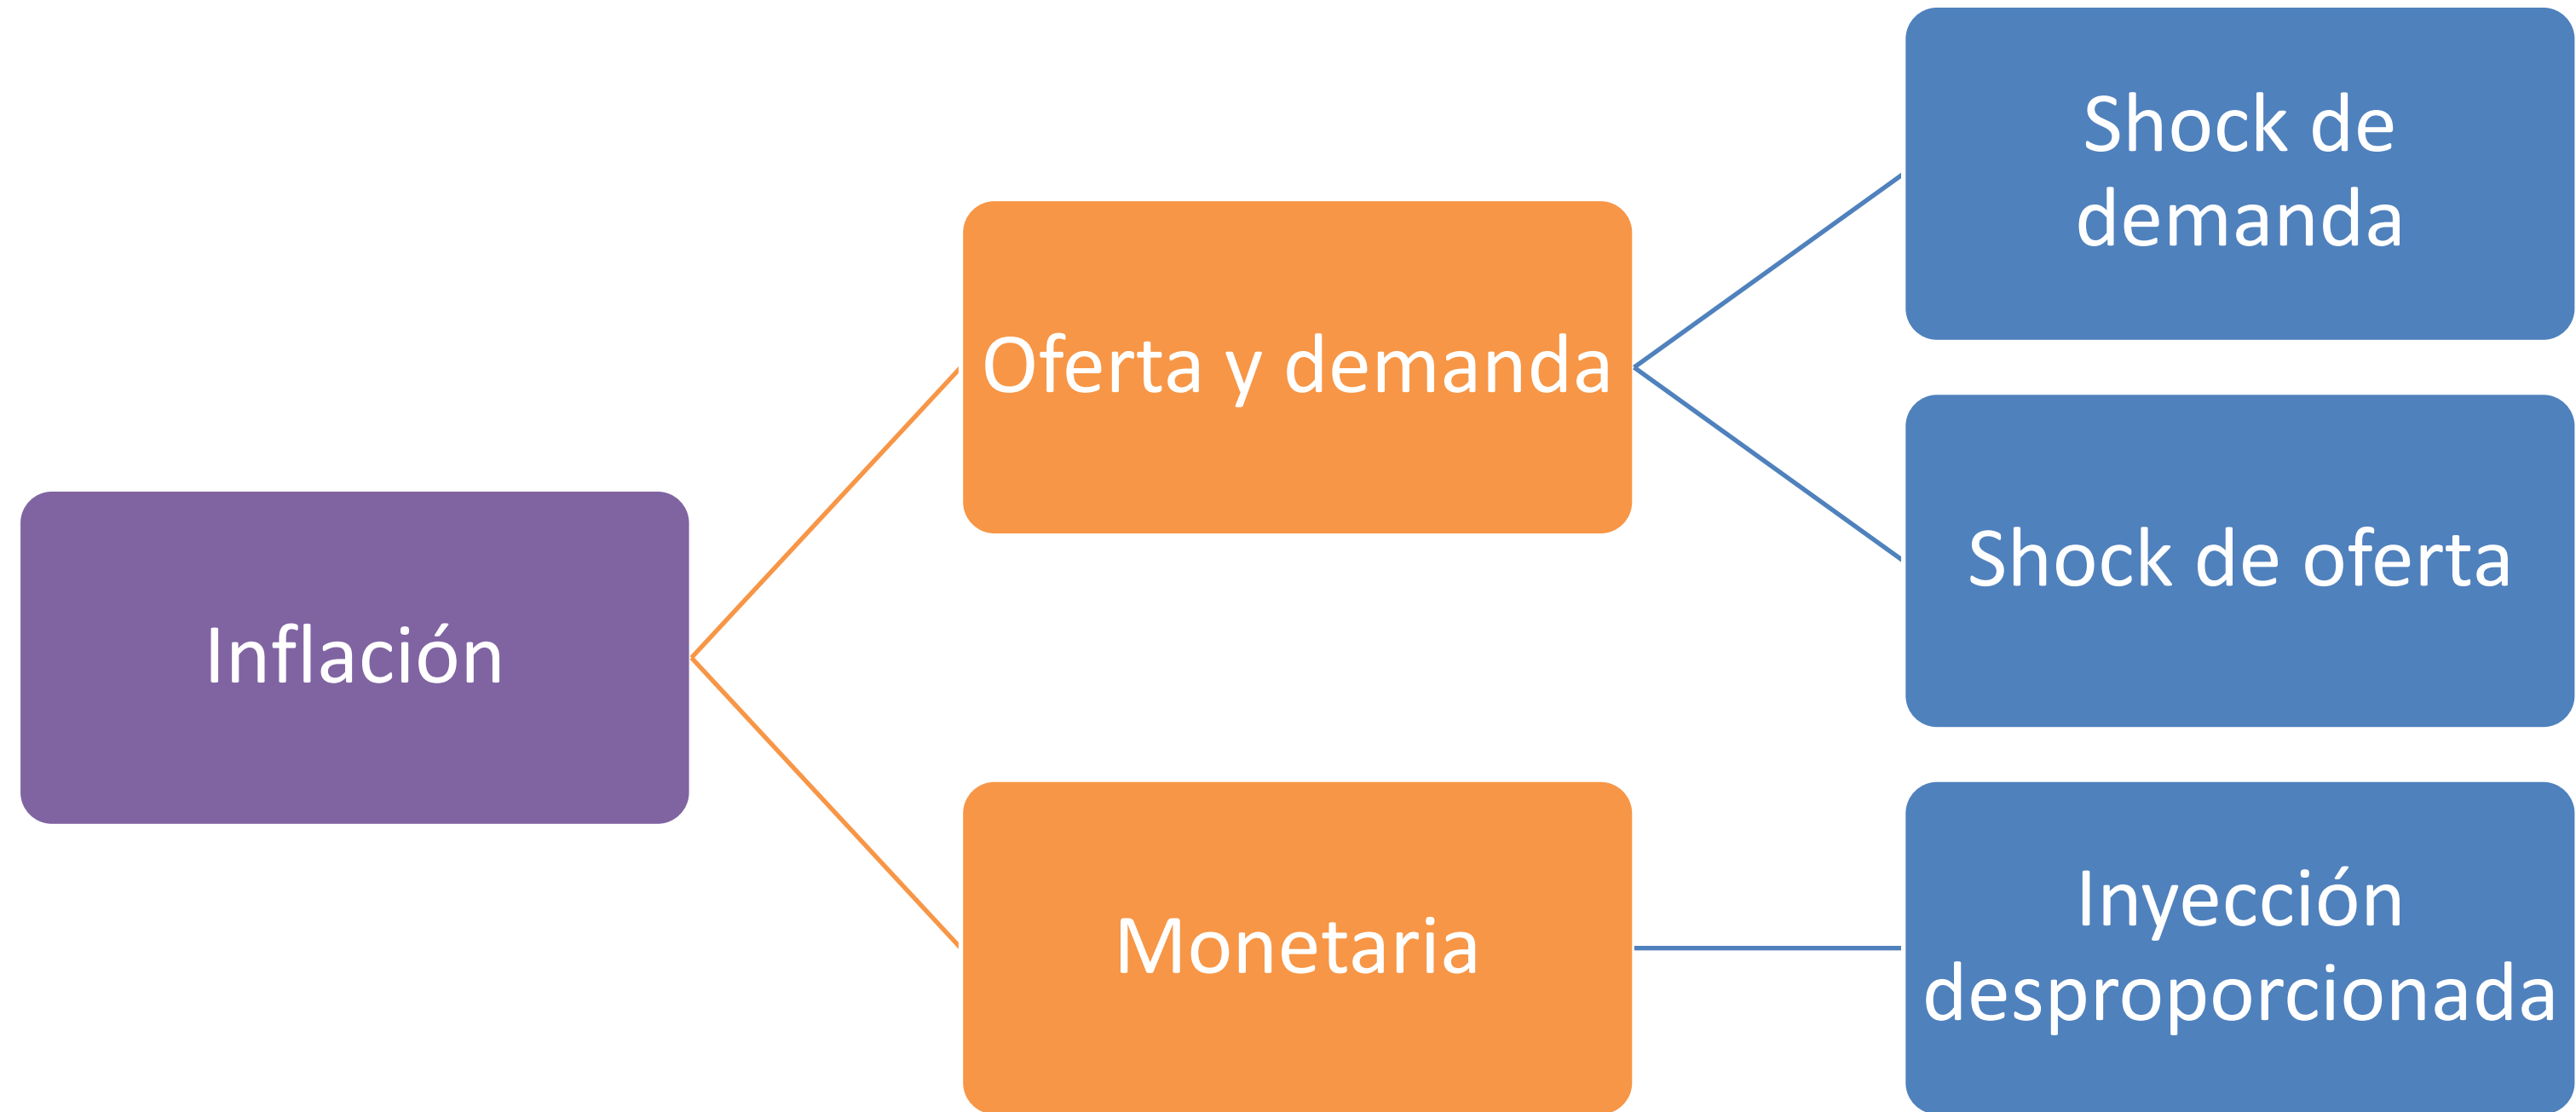 Inflación
Oferta y demanda
Shock de
demanda
Shock de oferta
Monetaria
Inyección
desproporcionada